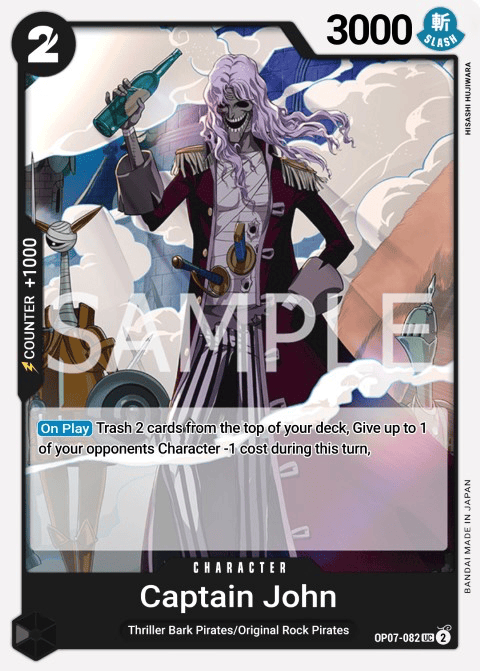 2
3000
斬
SLASH
HISASHI HUJIWARA
COUNTER +1000
SAMPLE
On Play Trash 2 cards from the top of your deck, Give up to 1
of your opponents Character -1 cost during this turn,
BANDAI MADE IN JAPAN
CHARACTER
Captain John
Thriller Bark Pirates/Original Rock Pirates
OP07-082 UC 2